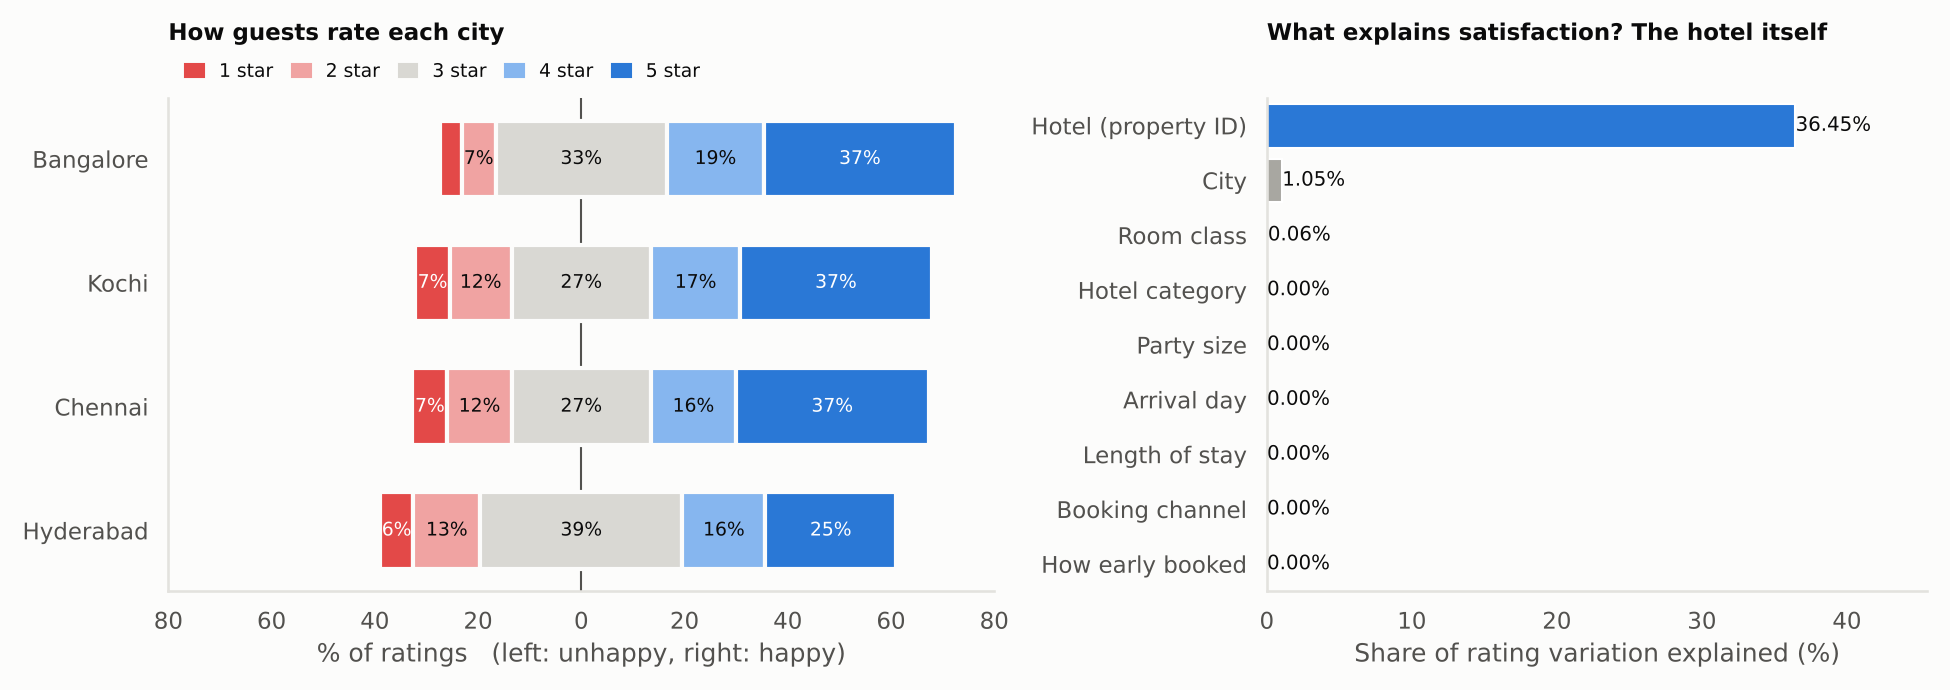 How guests rate each city
1 star 2 star 3 star 4 star 5 star
Bangalore 7% 33% 19% 37%
Kochi 7% 12% 27% 17% 37%
Chennai 7% 12% 27% 16% 37%
Hyderabad 6% 13% 39% 16% 25%
80 60 40 20 0 20 40 60 80
% of ratings (left: unhappy, right: happy)
What explains satisfaction? The hotel itself
Hotel (property ID) 36.45%
City 1.05%
Room class 0.06%
Hotel category 0.00%
Party size 0.00%
Arrival day 0.00%
Length of stay 0.00%
Booking channel 0.00%
How early booked 0.00%
0 10 20 30 40
Share of rating variation explained (%)